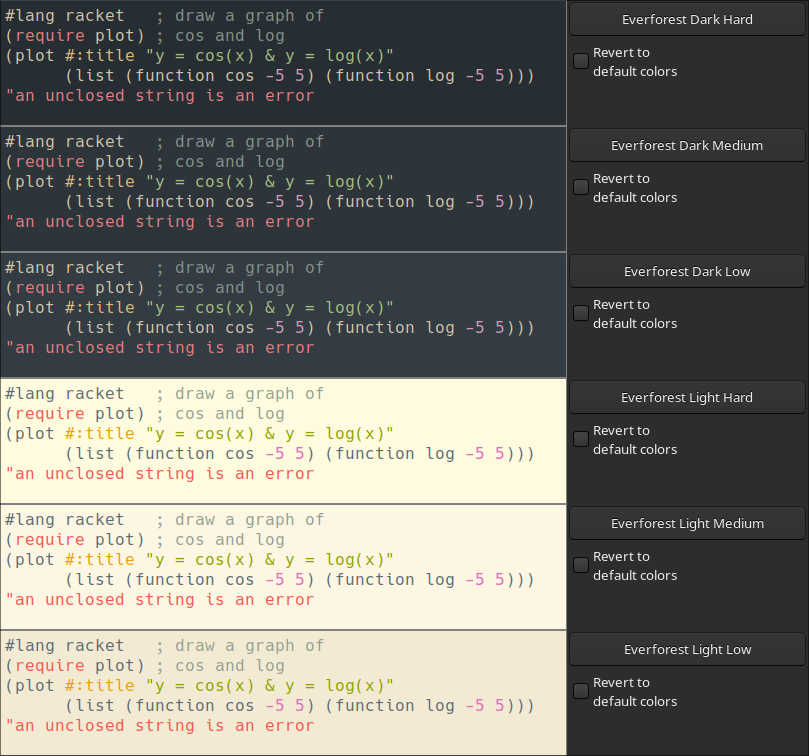 #lang racket   ; draw a graph of
(require plot) ; cos and log
(plot #:title "y = cos(x) & y = log(x)"
      (list (function cos -5 5) (function log -5 5)))
"an unclosed string is an error
Everforest Dark Hard
Revert to
default colors
#lang racket   ; draw a graph of
(require plot) ; cos and log
(plot #:title "y = cos(x) & y = log(x)"
      (list (function cos -5 5) (function log -5 5)))
"an unclosed string is an error
Everforest Dark Medium
Revert to
default colors
#lang racket   ; draw a graph of
(require plot) ; cos and log
(plot #:title "y = cos(x) & y = log(x)"
      (list (function cos -5 5) (function log -5 5)))
"an unclosed string is an error
Everforest Dark Low
Revert to
default colors
#lang racket   ; draw a graph of
(require plot) ; cos and log
(plot #:title "y = cos(x) & y = log(x)"
      (list (function cos -5 5) (function log -5 5)))
"an unclosed string is an error
Everforest Light Hard
Revert to
default colors
#lang racket   ; draw a graph of
(require plot) ; cos and log
(plot #:title "y = cos(x) & y = log(x)"
      (list (function cos -5 5) (function log -5 5)))
"an unclosed string is an error
Everforest Light Medium
Revert to
default colors
#lang racket   ; draw a graph of
(require plot) ; cos and log
(plot #:title "y = cos(x) & y = log(x)"
      (list (function cos -5 5) (function log -5 5)))
"an unclosed string is an error
Everforest Light Low
Revert to
default colors